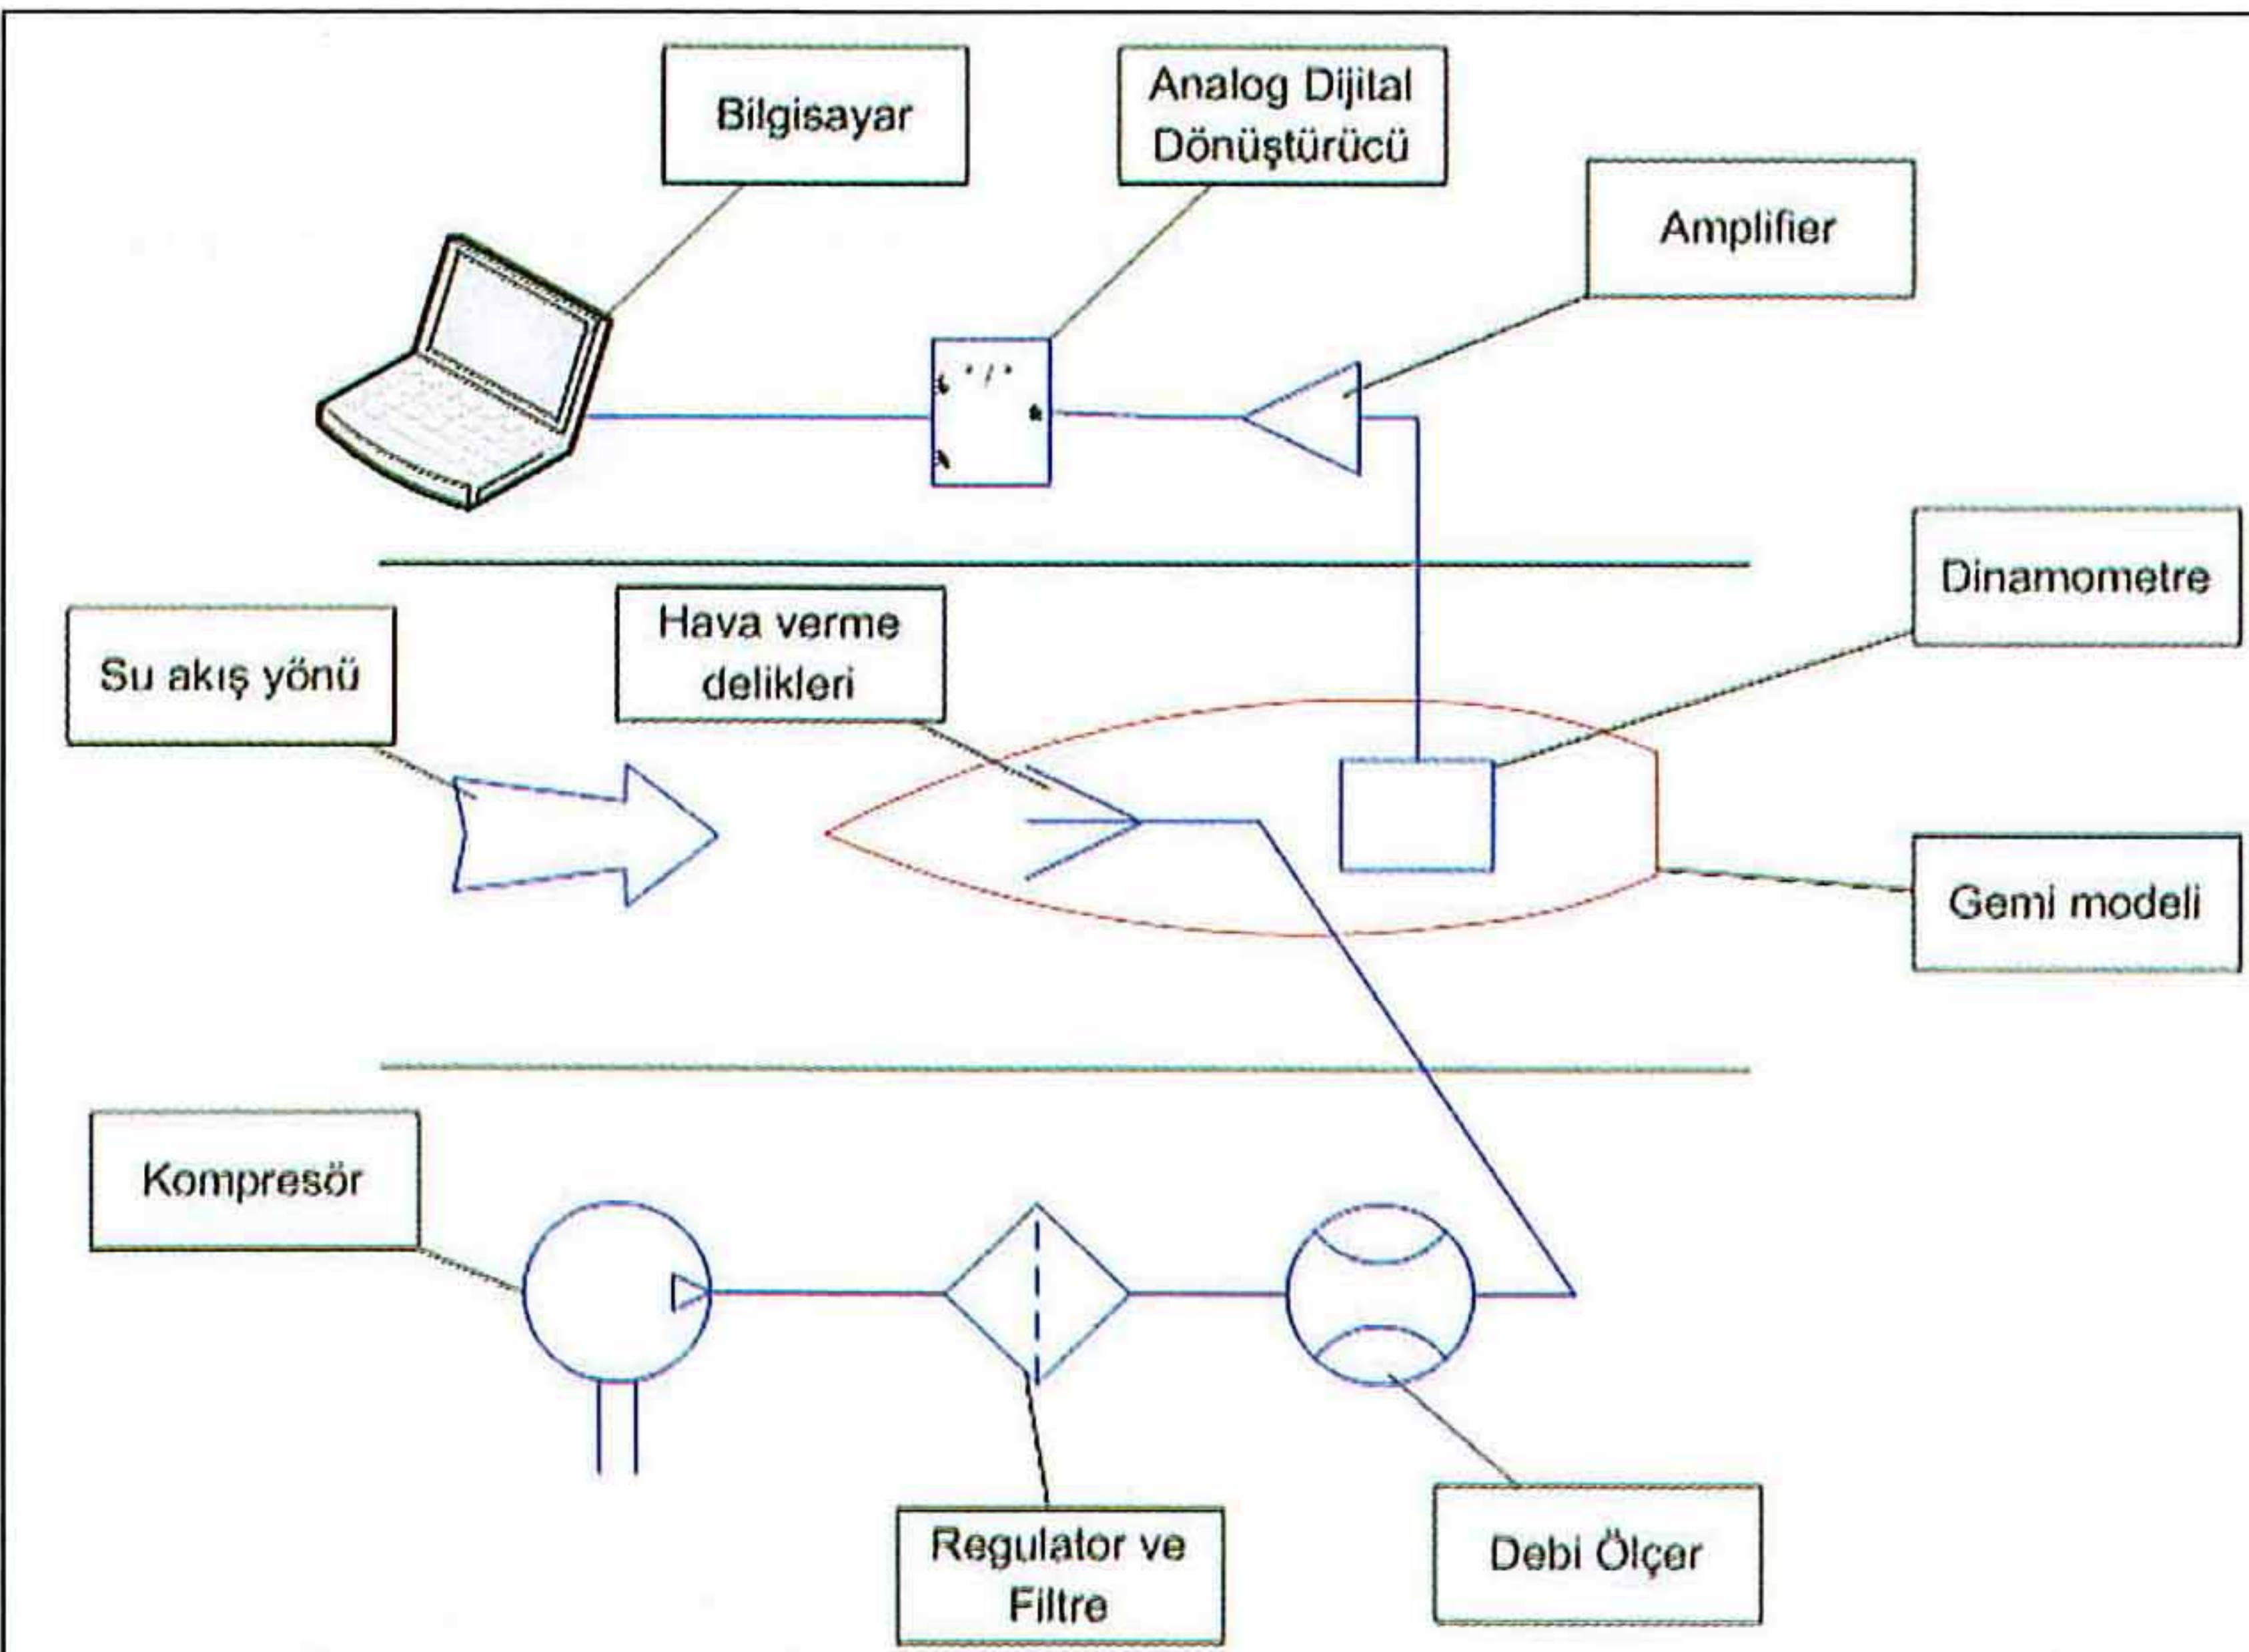 Bilgisayar
Analog Dijital
Dönüştürücü
Amplifier
Dinamometre
Hava verme
delikleri
Su akış yönü
Gemi modeli
Kompresör
Regulator ve
Filtre
Debi Ölçer